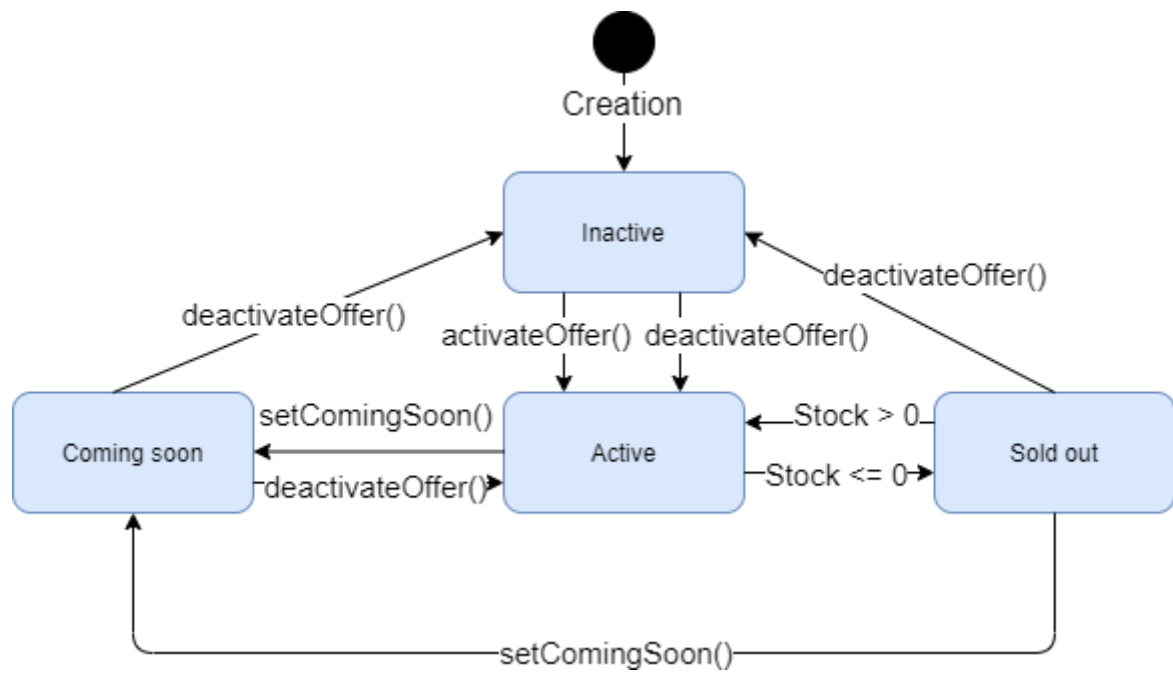 Creation
Inactive
deactivateOffer()
deactivateOffer()
activateOffer()
deactivateOffer()
setComingSoon()
Stock > 0
Coming soon
Active
Sold out
deactivateOffer()
Stock <= 0
setComingSoon()